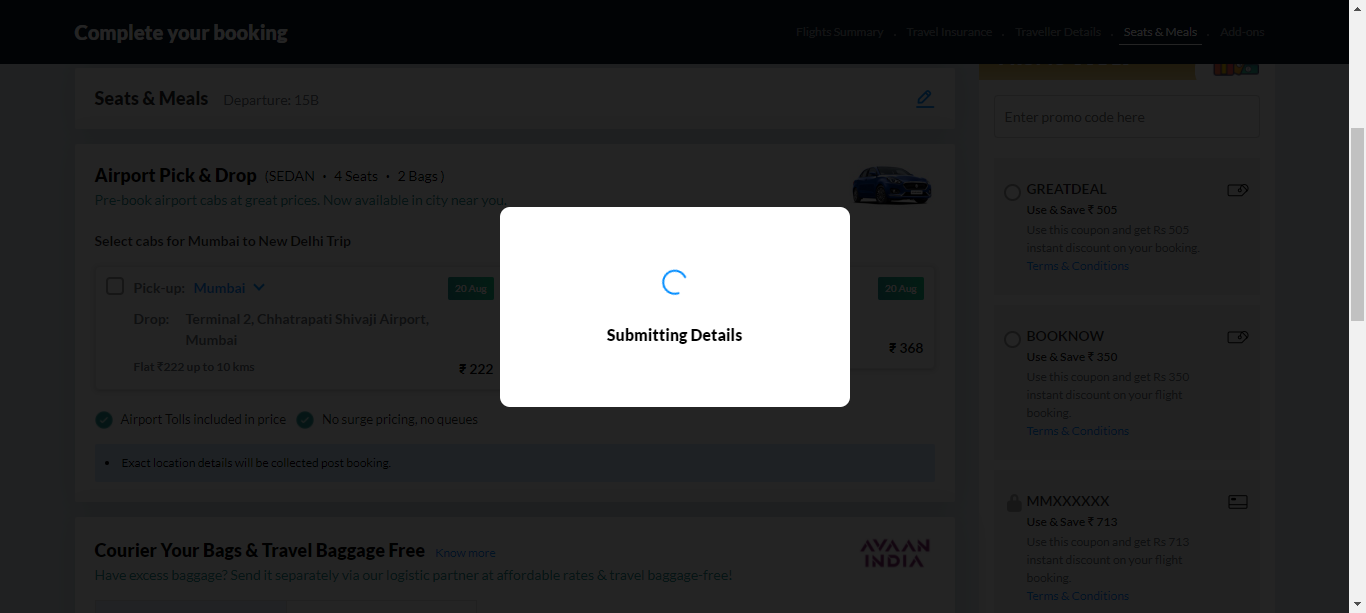 Complete your booking
Flights Summary
Travel Insurance
Traveller Details
Seats & Meals
Add-ons
Seats & Meals Departure: 15B
Airport Pick & Drop (SEDAN • 4 Seats • 2 Bags )
Pre-book airport cabs at great prices. Now available in city near you.
Select cabs for Mumbai to New Delhi Trip
Pick-up: Mumbai 20 Aug
Drop: Terminal 2, Chhatrapati Shivaji Airport,
Mumbai
Flat ₹222 up to 10 kms ₹ 222
20 Aug
₹ 368
Airport Tolls included in price No surge pricing, no queues
• Exact location details will be collected post booking.
Courier Your Bags & Travel Baggage Free Know more
Have excess baggage? Send it separately via our logistic partner at affordable rates & travel baggage-free!
AVAAN
INDIA
Submitting Details
Enter promo code here
GREATDEAL
Use & Save ₹ 505
Use this coupon and get Rs 505
instant discount on your booking.
Terms & Conditions
BOOKNOW
Use & Save ₹ 350
Use this coupon and get Rs 350
instant discount on your flight
booking.
Terms & Conditions
MMXXXXXX
Use & Save ₹ 713
Use this coupon and get Rs 713
instant discount on your flight
booking.
Terms & Conditions